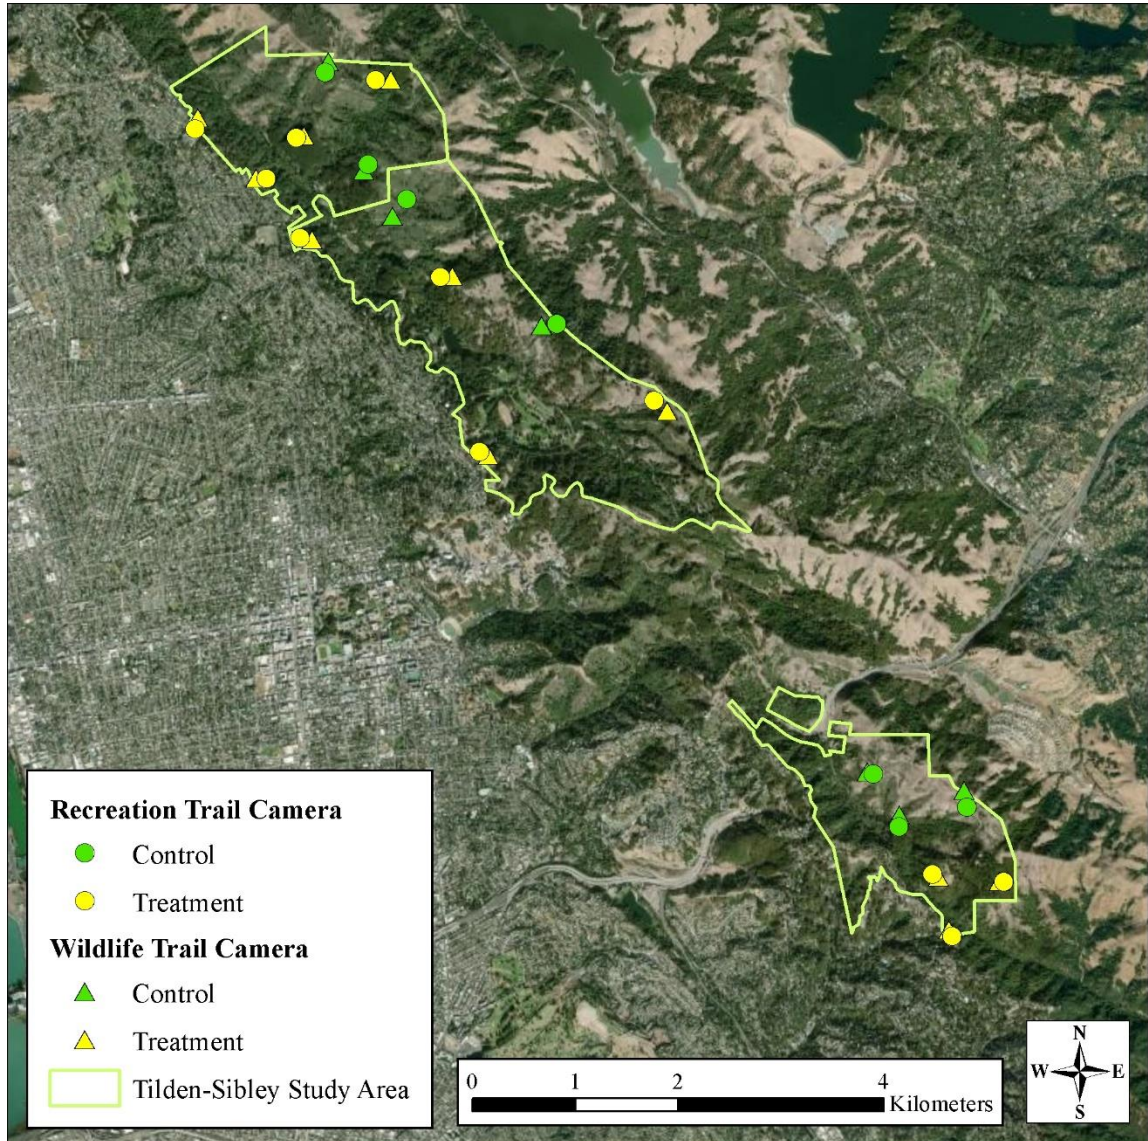 Recreation Trail Camera
Control
Treatment
Wildlife Trail Camera
Control
Treatment
Tilden-Sibley Study Area
0 1 2 4
Kilometers
N
W E
S